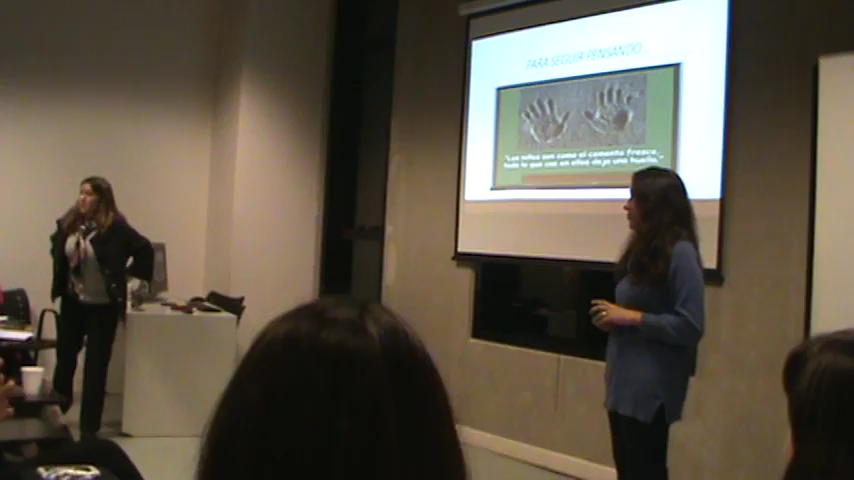 PARA SEGUIR PENSANDO...
"Los niños son como el cemento fresco,
todo lo que cae en ellos deja una huella."